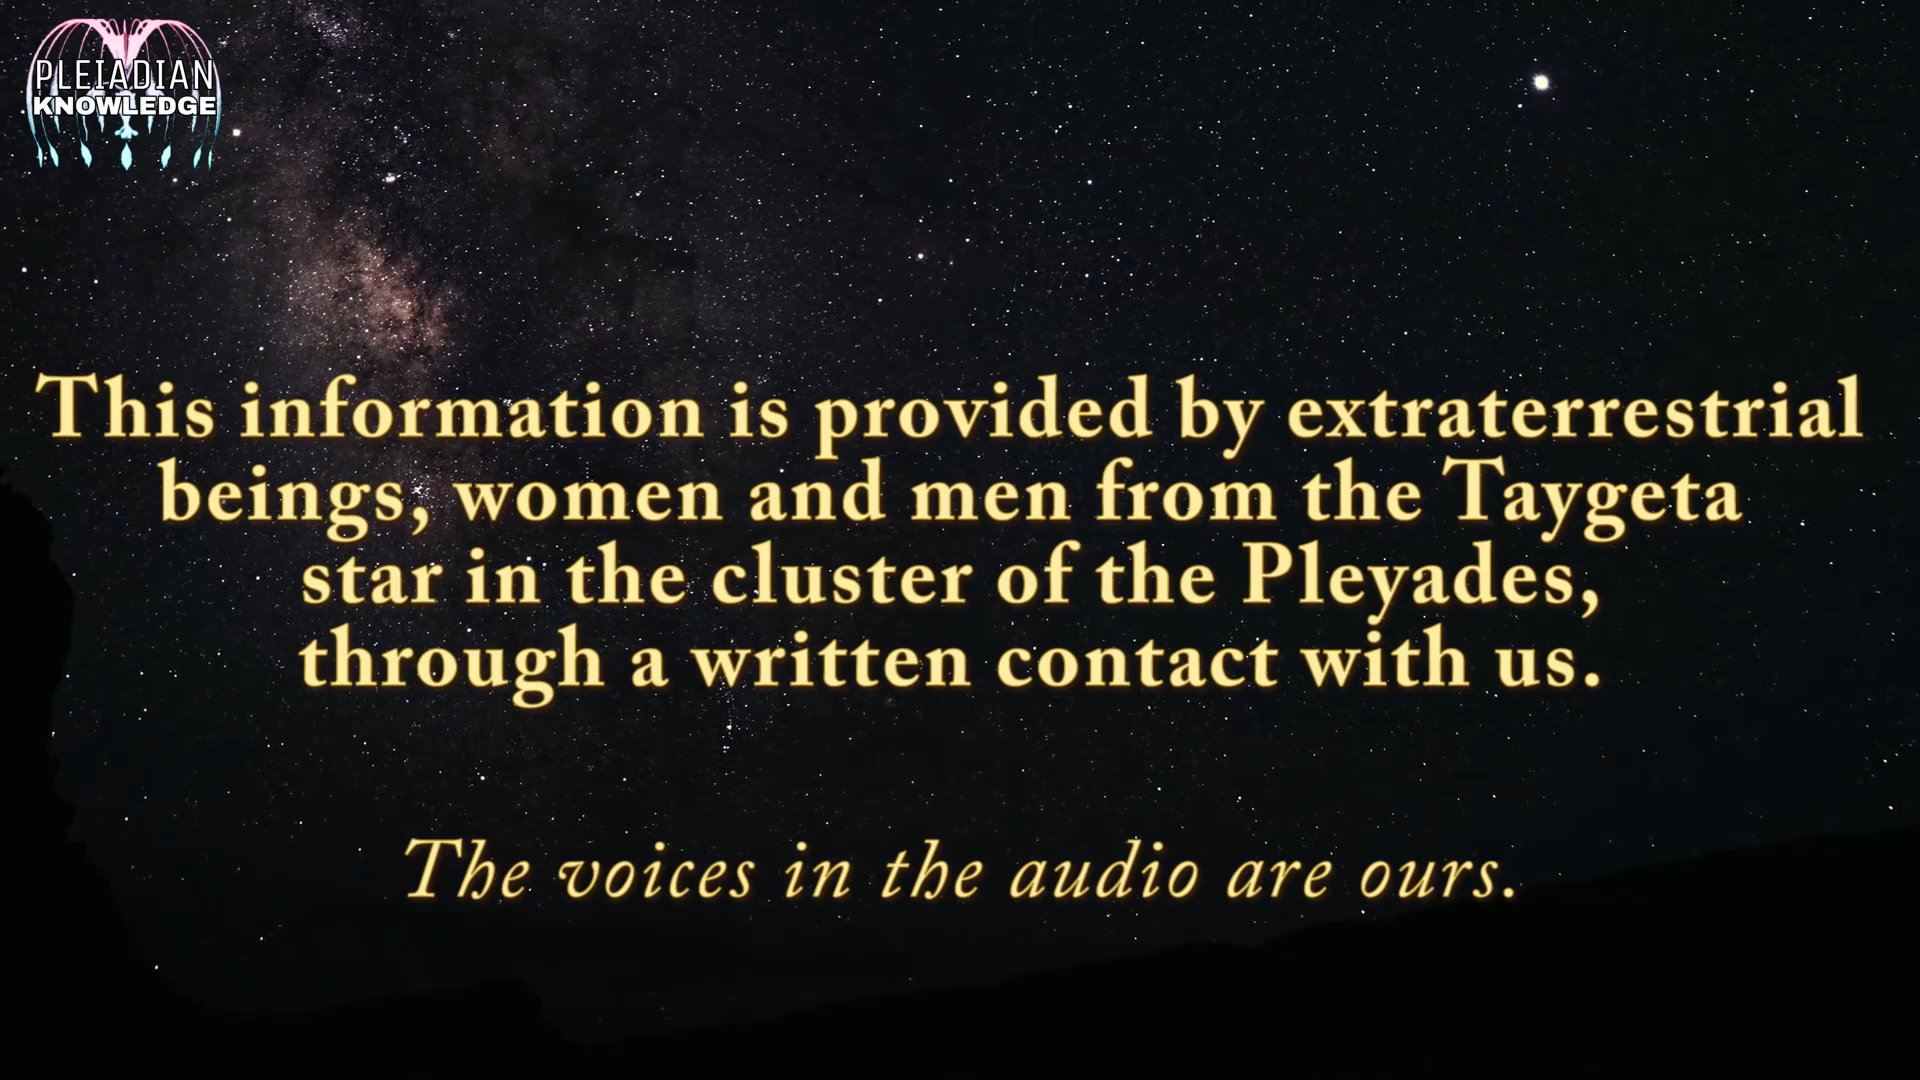 PLEIADIAN
KNOWLEDGE
This information is provided by extraterrestrial
beings, women and men from the Taygeta
star in the cluster of the Pleyades,
through a written contact with us.
The voices in the audio are ours.